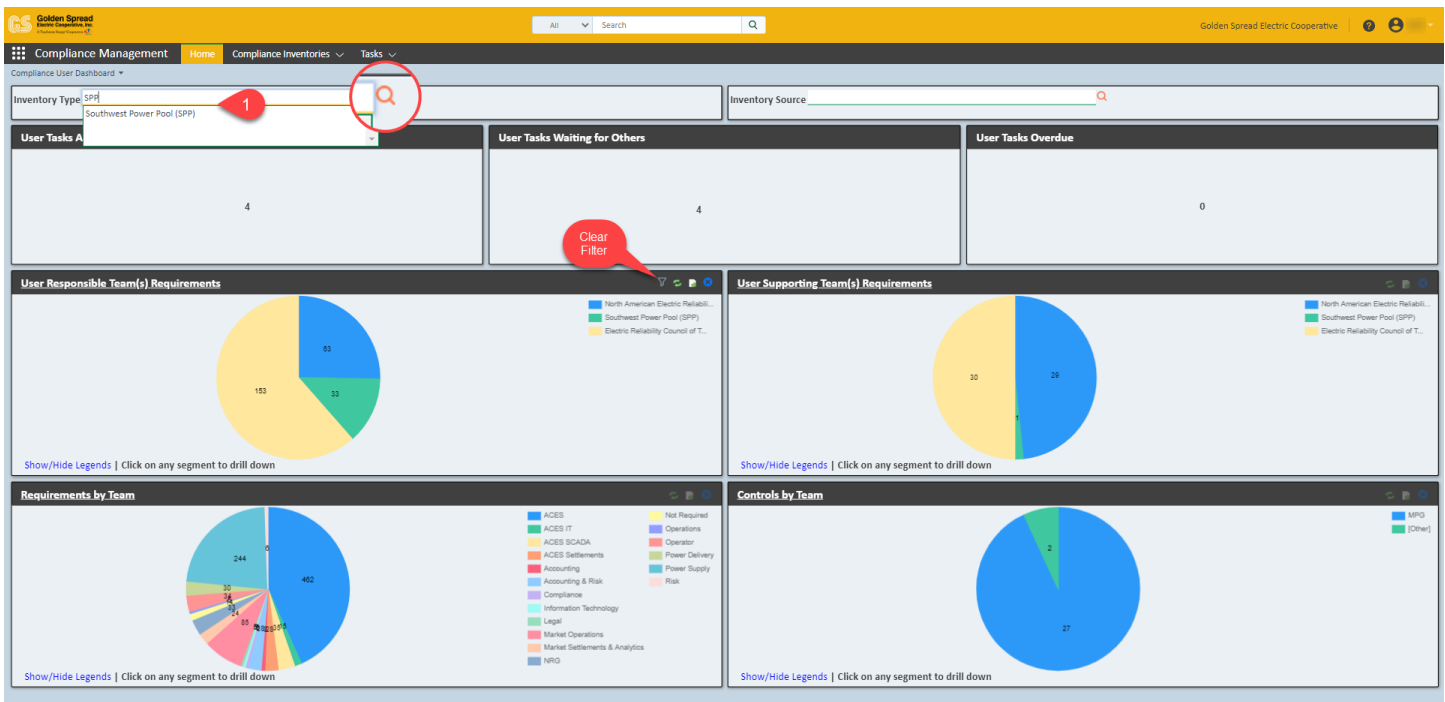 GS Golden Spread
Electric Cooperative, Inc.
All Search
Golden Spread Electric Cooperative
Compliance Management Home Compliance Inventories Tasks
Compliance User Dashboard
Inventory Type SPP
1
Southwest Power Pool (SPP)
Inventory Source
User Tasks A
User Tasks Waiting for Others
User Tasks Overdue
4
4
0
Clear
Filter
User Responsible Team(s) Requirements
North American Electric Reliabili...
Southwest Power Pool (SPP)
Electric Reliability Council of T...
63
153
33
Show/Hide Legends | Click on any segment to drill down
User Supporting Team(s) Requirements
North American Electric Reliabili...
Southwest Power Pool (SPP)
Electric Reliability Council of T...
30
29
1
Show/Hide Legends | Click on any segment to drill down
Requirements by Team
ACES
ACES IT
ACES SCADA
ACES Settlements
Accounting
Accounting & Risk
Compliance
Information Technology
Legal
Market Operations
Market Settlements & Analytics
NRG
Not Required
Operations
Operator
Power Delivery
Power Supply
Risk
6
244
462
30
33
24
85
Show/Hide Legends | Click on any segment to drill down
Controls by Team
MPG
[Other]
2
27
Show/Hide Legends | Click on any segment to drill down